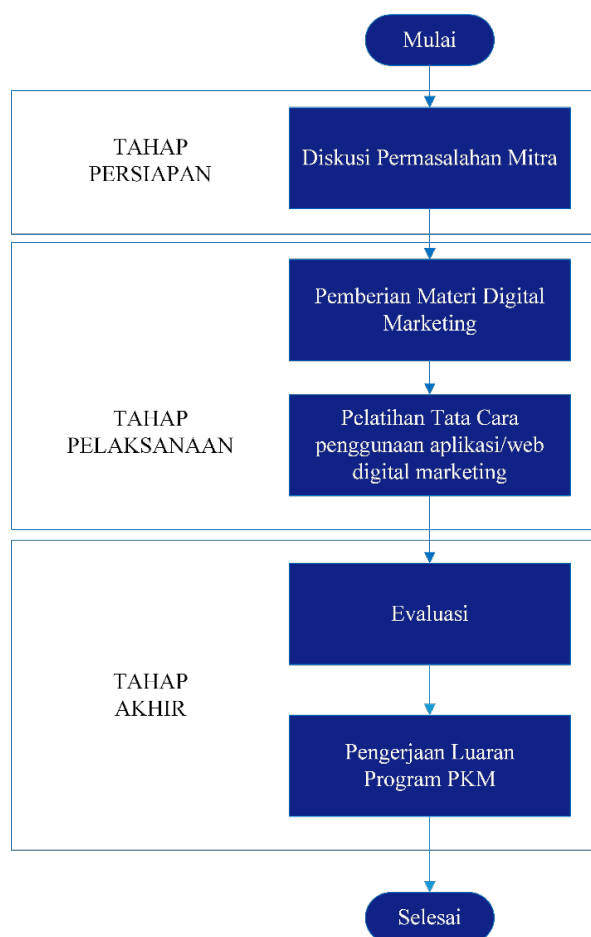 Mulai
TAHAP
PERSIAPAN
Diskusi Permasalahan Mitra
Pemberian Materi Digital
Marketing
TAHAP
PELAKSANAAN
Pelatihan Tata Cara
penggunaan aplikasi/web
digital marketing
Evaluasi
TAHAP
AKHIR
Pengerjaan Luaran
Program PKM
Selesai